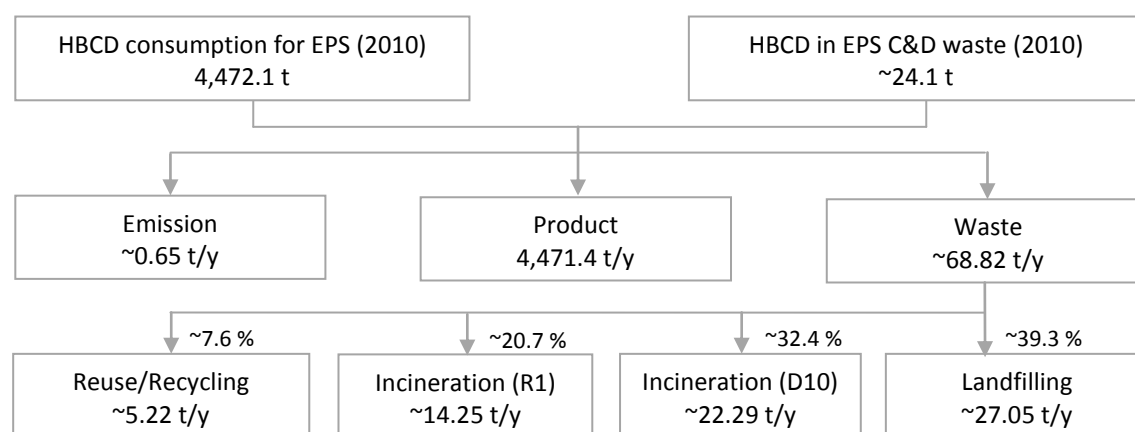 HBCD consumption for EPS (2010)
4,472.1 t
HBCD in EPS C&D waste (2010)
~24.1 t
Emission
~0.65 t/y
Product
4,471.4 t/y
Waste
~68.82 t/y
~7.6 %
~20.7 %
~32.4 %
~39.3 %
Reuse/Recycling
~5.22 t/y
Incineration (R1)
~14.25 t/y
Incineration (D10)
~22.29 t/y
Landfilling
~27.05 t/y